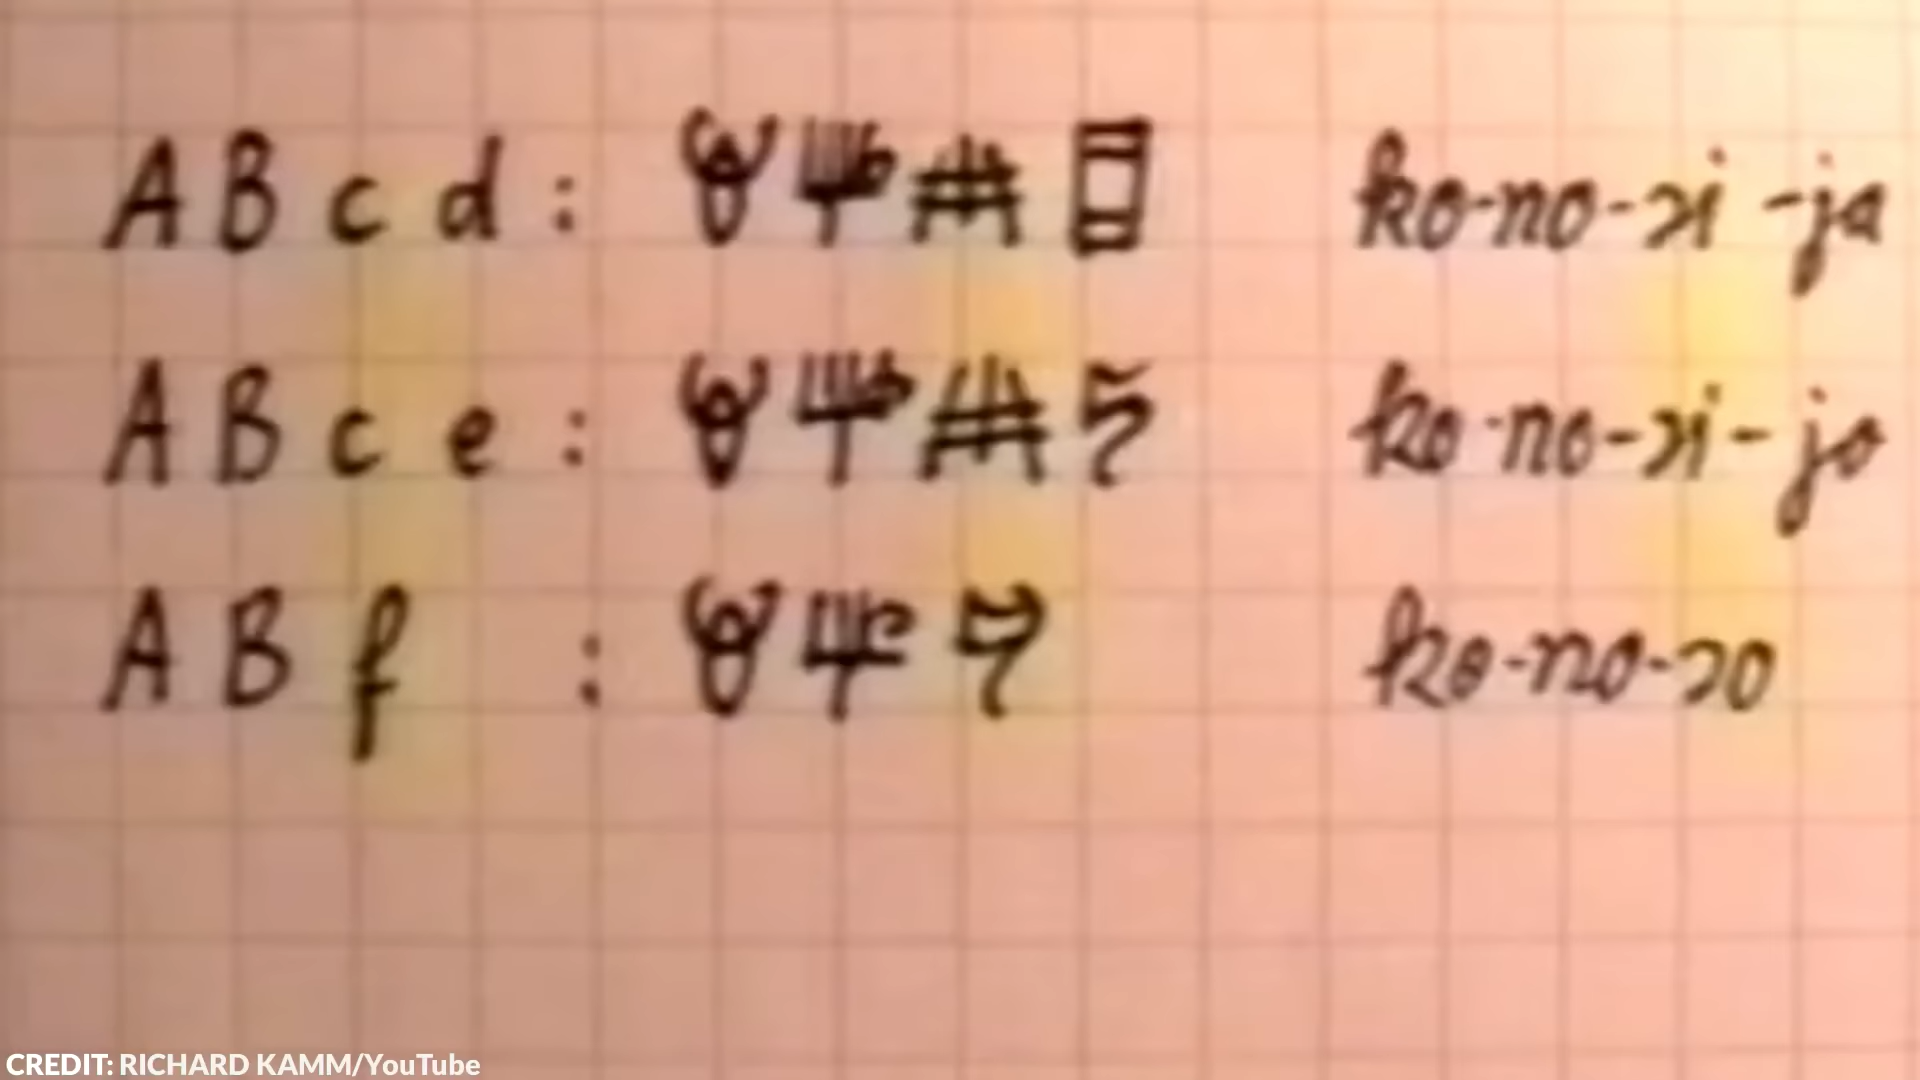 A B c d : 𐀒𐀜𐀯𐀊 ko-no-si-ja
A B c e : 𐀒𐀜𐀯𐀍 ko-no-si-jo
A B f : 𐀒𐀜𐀰 ko-no-so
CREDIT: RICHARD KAMM/YouTube